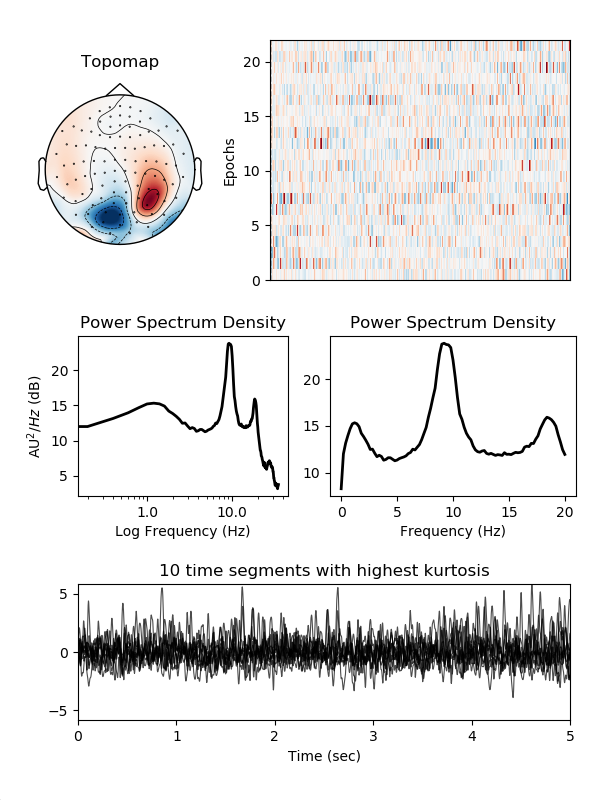 Topomap
Epochs
20
15
10
5
0
Power Spectrum Density
AU²/Hz (dB)
20
15
10
5
1.0 10.0
Log Frequency (Hz)
Power Spectrum Density
20
15
10
0 5 10 15 20
Frequency (Hz)
10 time segments with highest kurtosis
5
0
−5
0 1 2 3 4 5
Time (sec)